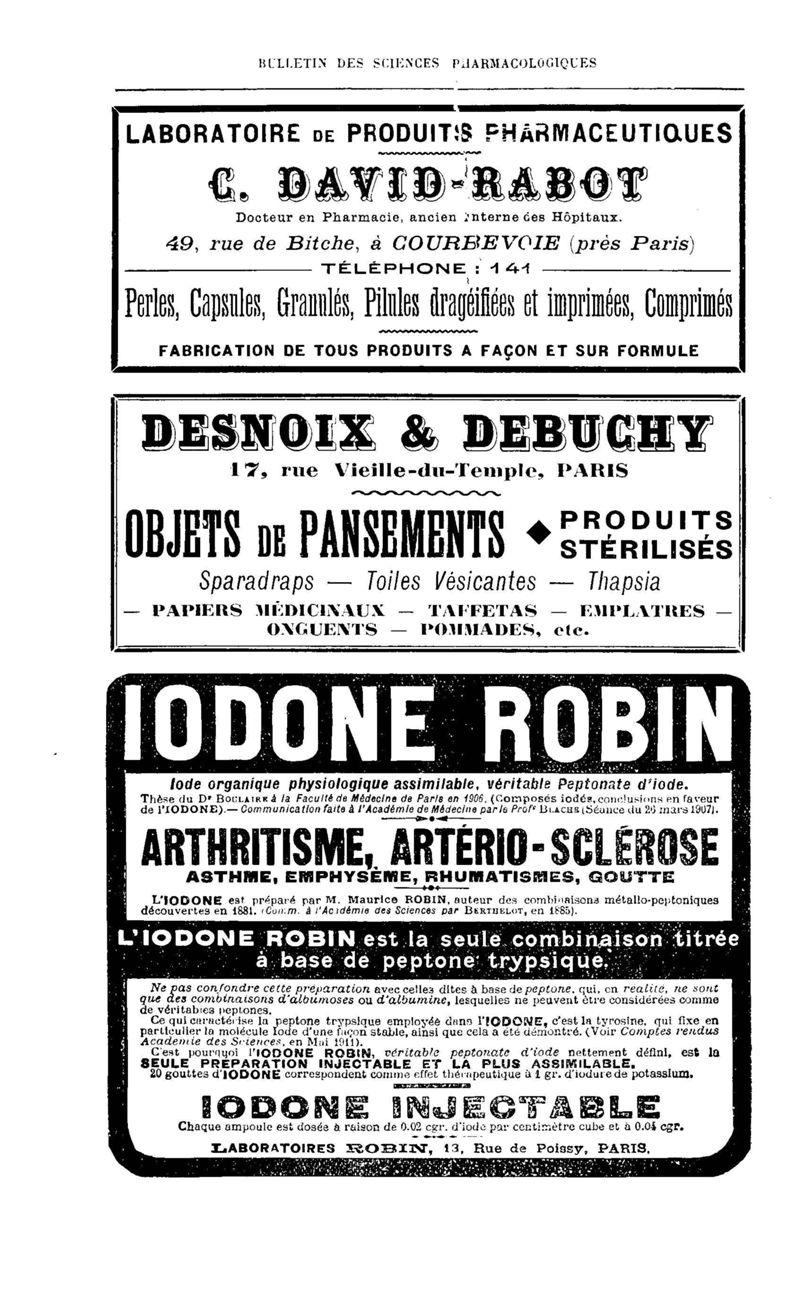 BULLETIN DES SCIENCES PHARMACOLOGIQUES
LABORATOIRE DE PRODUITS PHARMACEUTIQUES
C. DAVID-RABOT
Docteur en Pharmacie, ancien Interne des Hôpitaux.
49, rue de Bitche, à COURBEVOIE (près Paris)
TÉLÉPHONE : 141
Perles, Capsules, Granulés, Pilules dragéifiées et imprimées, Comprimés
FABRICATION DE TOUS PRODUITS A FAÇON ET SUR FORMULE
DESNOIX & DEBUCHY
17, rue Vieille-du-Temple, PARIS
OBJETS DE PANSEMENTS ◆ PRODUITS STÉRILISÉS
Sparadraps — Toiles Vésicantes — Thapsia
— PAPIERS MÉDICINAUX — TAFFETAS — EMPLATRES —
ONGUENTS — POMMADES, etc.
IODONE ROBIN
Iode organique physiologique assimilable, véritable Peptonate d'iode.
Thèse du Dr BOULAIRE à la Faculté de Médecine de Paris en 1906. (Composés iodés, conclusions en faveur
de l'IODONE).— Communication faite à l'Académie de Médecine par le Profr BLACHE (Séance du 26 mars 1907).
ARTHRITISME, ARTÉRIO-SCLÉROSE
ASTHME, EMPHYSÈME, RHUMATISMES, GOUTTE
L'IODONE est préparé par M. Maurice ROBIN, auteur des combinaisons métallo-peptoniques
découvertes en 1881. (Comm. à l'Académie des Sciences par BERTHELOT, en 1885).
L'IODONE ROBIN est la seule combinaison titrée
à base de peptone trypsique.
Ne pas confondre cette préparation avec celles dites à base de peptone, qui, en realité, ne sont
que des combinaisons d'albumoses ou d'albumine, lesquelles ne peuvent être considérées comme
de véritables peptones.
Ce qui caractérise la peptone trypsique employée dans l'IODONE, c'est la tyrosine, qui fixe en
particulier la molécule Iode d'une façon stable, ainsi que cela a été démontré. (Voir Comptes rendus
Academie des Sciences, en Mai 1911).
C'est pourquoi l'IODONE ROBIN, véritable peptonate d'iode nettement défini, est la
SEULE PREPARATION INJECTABLE ET LA PLUS ASSIMILABLE.
20 gouttes d'IODONE correspondent comme effet thérapeutique à 1 gr. d'iodure de potassium.
IODONE INJECTABLE
Chaque ampoule est dosée à raison de 0.02 cgr. d'iode par centimètre cube et à 0.04 cgr.
LABORATOIRES ROBIN, 13, Rue de Poissy, PARIS.